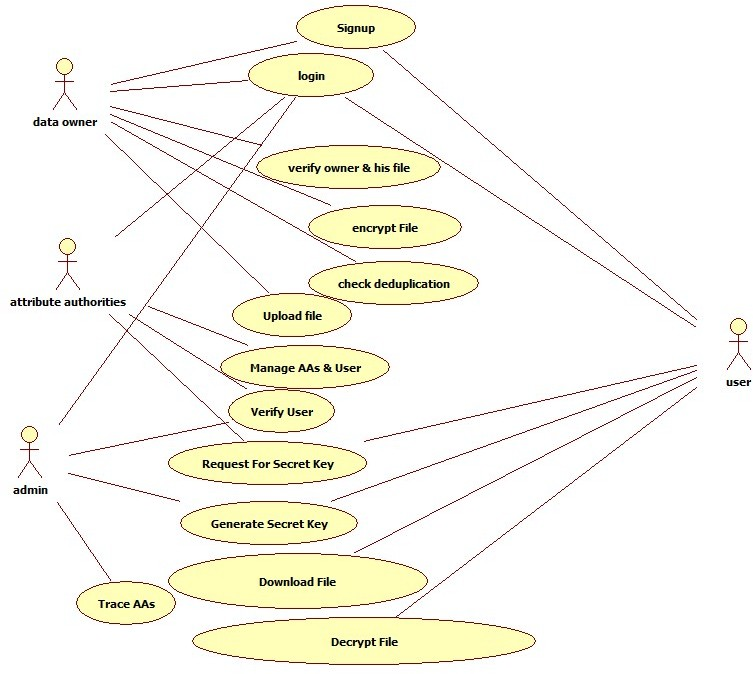 Signup
login
data owner
verify owner & his file
encrypt File
attribute authorities
check deduplication
Upload file
Manage AAs & User
user
Verify User
Request For Secret Key
admin
Generate Secret Key
Download File
Trace AAs
Decrypt File